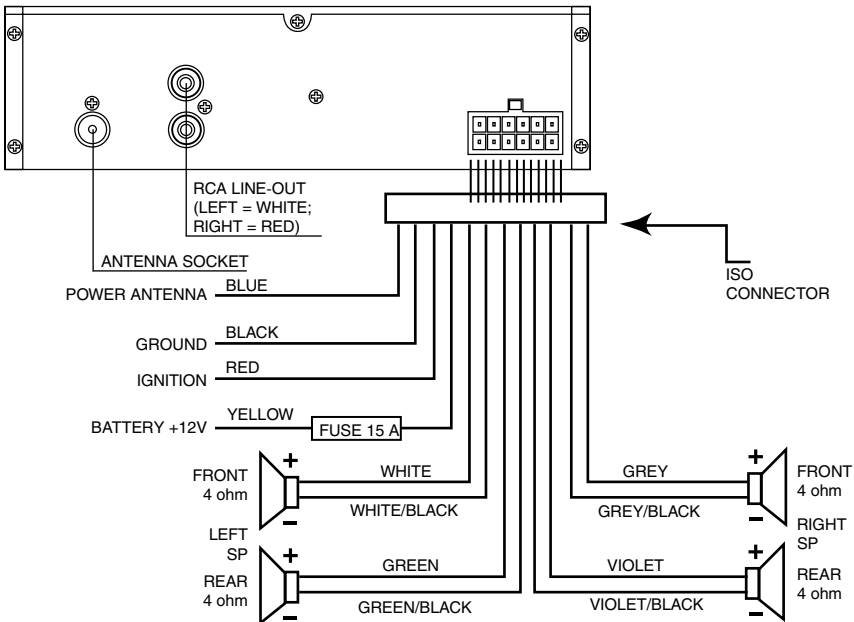 RCA LINE-OUT
(LEFT = WHITE;
RIGHT = RED)
ANTENNA SOCKET
ISO
CONNECTOR
POWER ANTENNA
BLUE
GROUND
BLACK
IGNITION
RED
BATTERY +12V
YELLOW
FUSE 15 A
FRONT
4 ohm
+
WHITE
WHITE/BLACK
–
LEFT
SP
REAR
4 ohm
+
GREEN
GREEN/BLACK
–
GREY
GREY/BLACK
+
–
FRONT
4 ohm
RIGHT
SP
VIOLET
VIOLET/BLACK
+
–
REAR
4 ohm